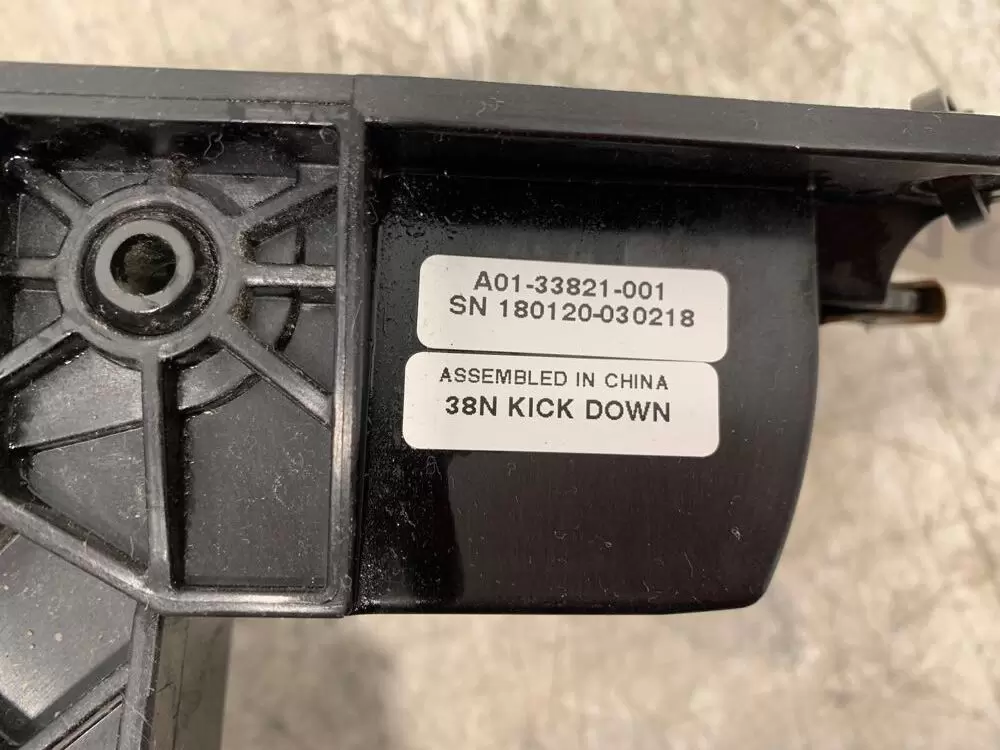 A01-33821-001
SN 180120-030218
ASSEMBLED IN CHINA
38N KICK DOWN